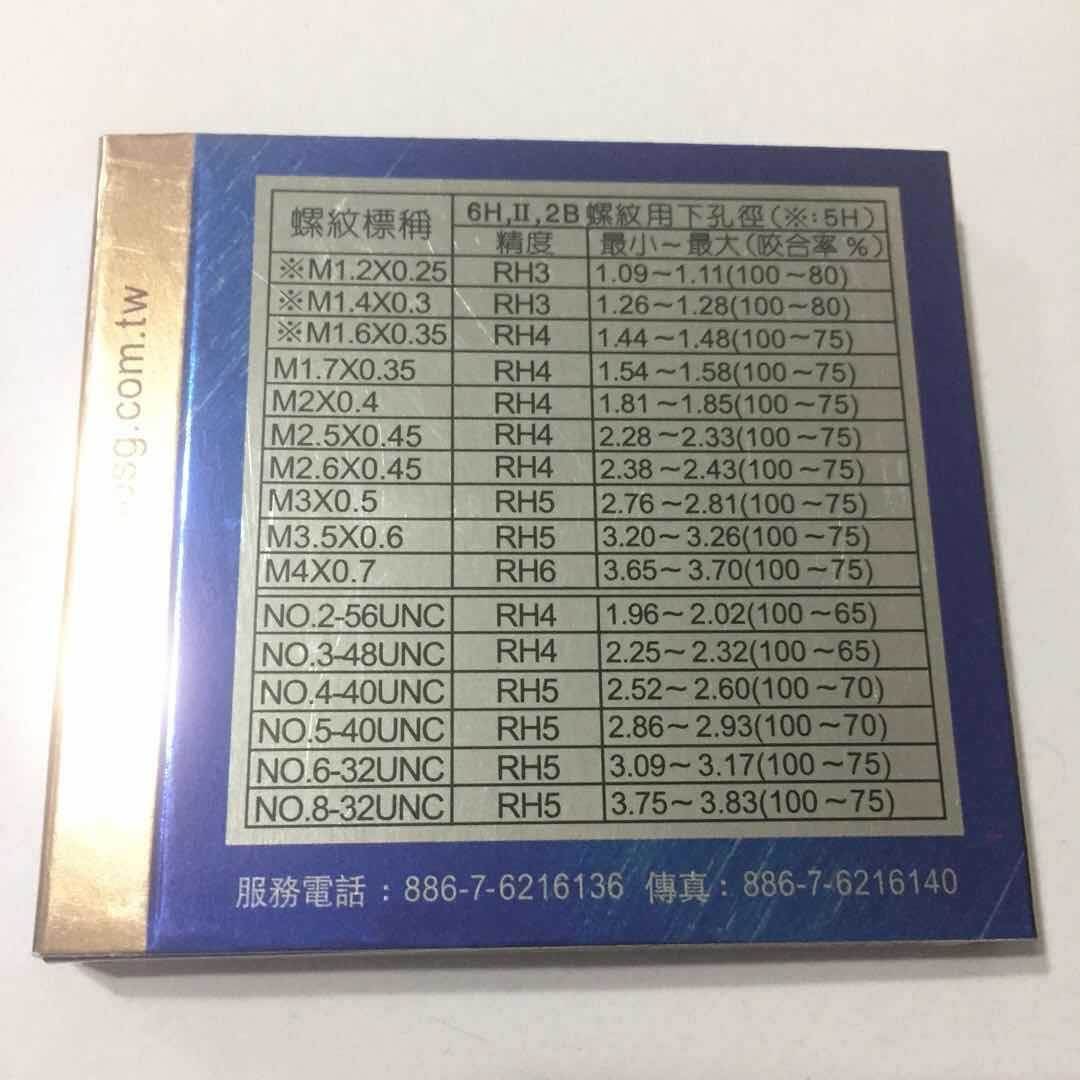 螺紋標稱 6H,II,2B 螺紋用下孔徑(※:5H)
精度 最小～最大(咬合率 %)
※M1.2X0.25 RH3 1.09～1.11(100～80)
※M1.4X0.3 RH3 1.26～1.28(100～80)
※M1.6X0.35 RH4 1.44～1.48(100～75)
M1.7X0.35 RH4 1.54～1.58(100～75)
M2X0.4 RH4 1.81～1.85(100～75)
M2.5X0.45 RH4 2.28～2.33(100～75)
M2.6X0.45 RH4 2.38～2.43(100～75)
M3X0.5 RH5 2.76～2.81(100～75)
M3.5X0.6 RH5 3.20～3.26(100～75)
M4X0.7 RH6 3.65～3.70(100～75)
NO.2-56UNC RH4 1.96～2.02(100～65)
NO.3-48UNC RH4 2.25～2.32(100～65)
NO.4-40UNC RH5 2.52～2.60(100～70)
NO.5-40UNC RH5 2.86～2.93(100～70)
NO.6-32UNC RH5 3.09～3.17(100～75)
NO.8-32UNC RH5 3.75～3.83(100～75)
服務電話：886-7-6216136 傳真：886-7-6216140
osg.com.tw